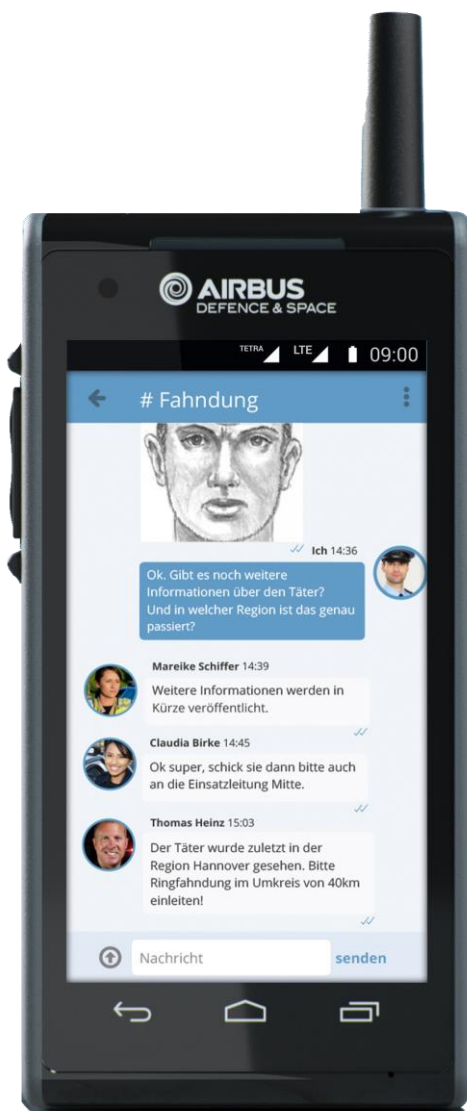 AIRBUS
DEFENCE & SPACE
TETRA LTE 09:00
# Fahndung
Ich 14:36
Ok. Gibt es noch weitere
Informationen über den Täter?
Und in welcher Region ist das genau
passiert?
Mareike Schiffer 14:39
Weitere Informationen werden in
Kürze veröffentlicht.
Claudia Birke 14:45
Ok super, schick sie dann bitte auch
an die Einsatzleitung Mitte.
Thomas Heinz 15:03
Der Täter wurde zuletzt in der
Region Hannover gesehen. Bitte
Ringfahndung im Umkreis von 40km
einleiten!
Nachricht senden